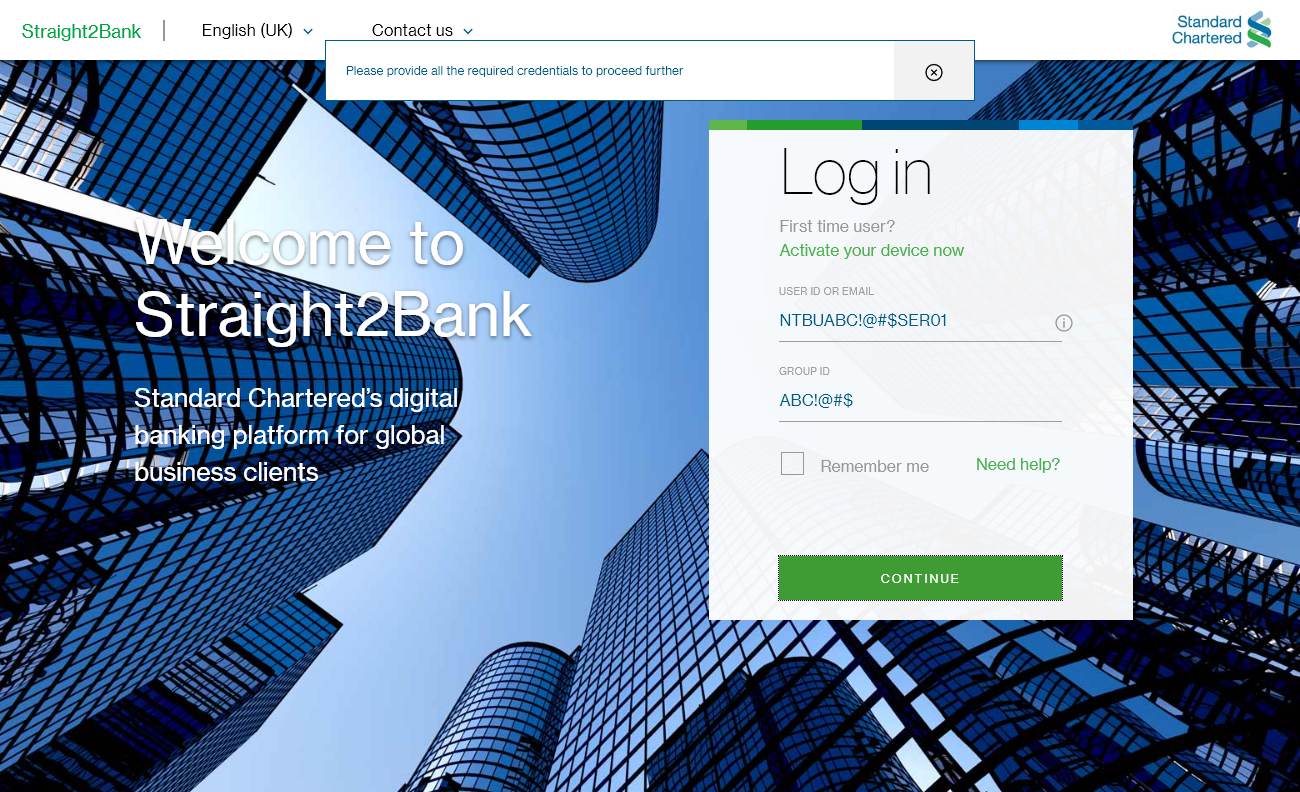 Straight2Bank
English (UK)
Contact us
Standard
Chartered
Please provide all the required credentials to proceed further
Welcome to
Straight2Bank
Standard Chartered’s digital
banking platform for global
business clients
Log in
First time user?
Activate your device now
USER ID OR EMAIL
NTBUABC!@#$SER01
GROUP ID
ABC!@#$
Remember me
Need help?
CONTINUE